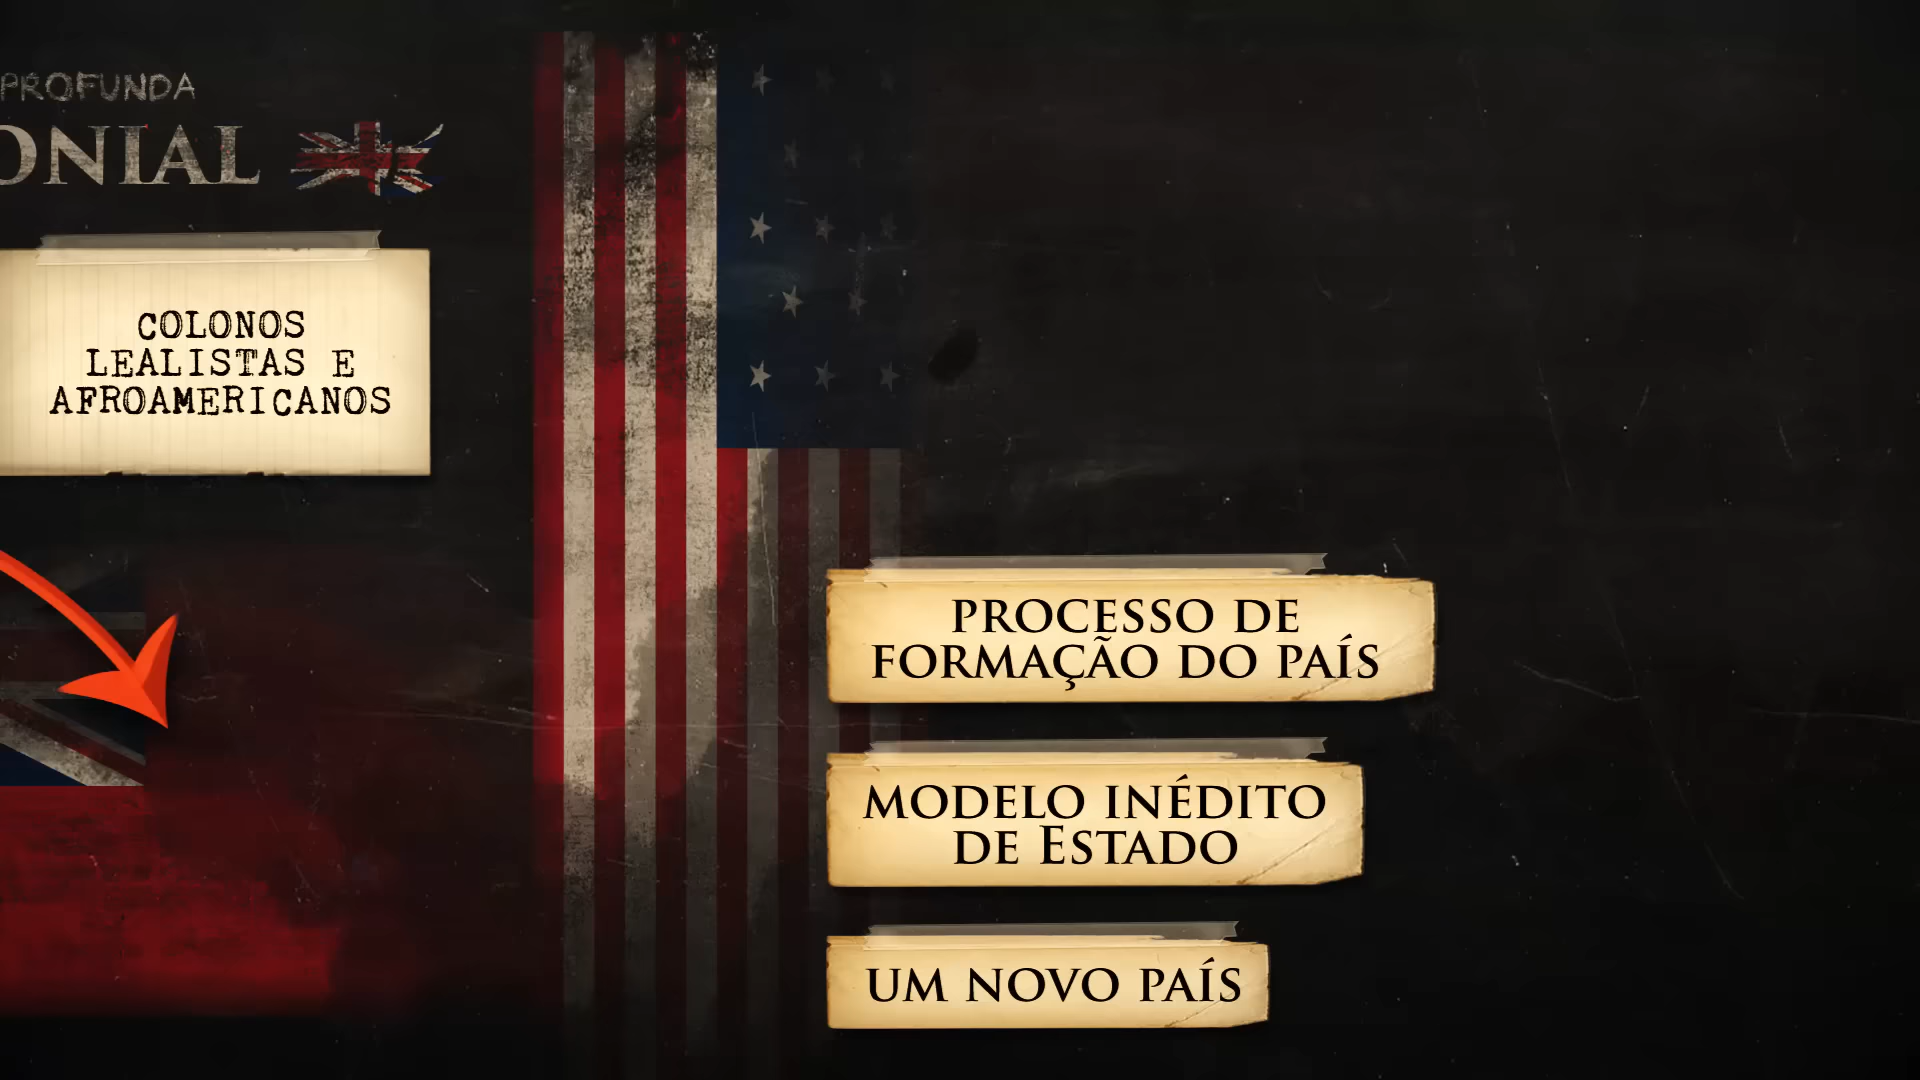 PROFUNDA
ONIAL
COLONOS
LEALISTAS E
AFROAMERICANOS
PROCESSO DE
FORMAÇÃO DO PAÍS
MODELO INÉDITO
DE ESTADO
UM NOVO PAÍS